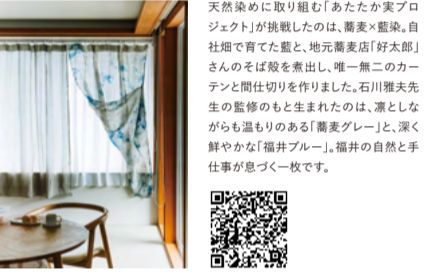 天然染めに取り組む「あたたか実プロ
ジェクト」が挑戦したのは、蕎麦×藍染。自
社畑で育てた藍と、地元蕎麦店「好太郎」
さんのそば殻を煮出し、唯一無二のカー
テンと間仕切りを作りました。石川雅夫先
生の監修のもと生まれたのは、凛としな
がらも温もりのある「蕎麦グレー」と、深く
鮮やかな「福井ブルー」。福井の自然と手
仕事が息づく一枚です。